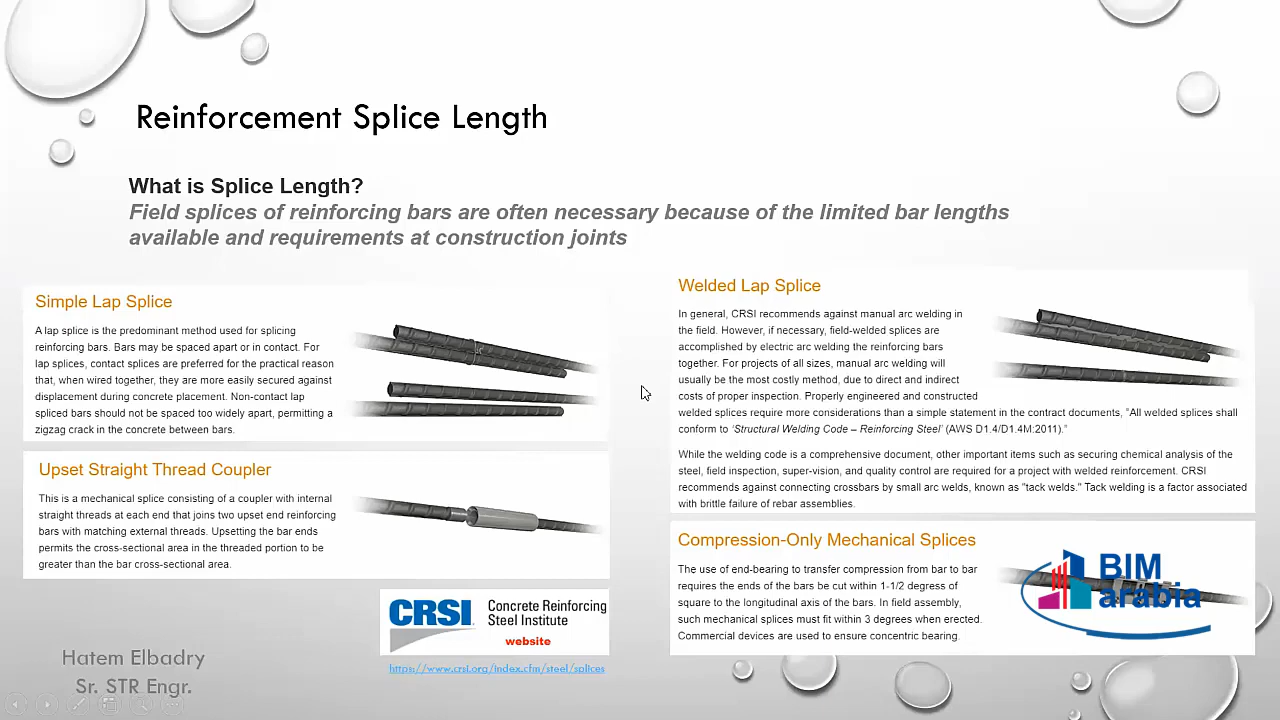 Reinforcement Splice Length
What is Splice Length?
Field splices of reinforcing bars are often necessary because of the limited bar lengths
available and requirements at construction joints
Simple Lap Splice
A lap splice is the predominant method used for splicing
reinforcing bars. Bars may be spaced apart or in contact. For
lap splices, contact splices are preferred for the practical reason
that, when wired together, they are more easily secured against
displacement during concrete placement. Non-contact lap
spliced bars should not be spaced too widely apart, permitting a
zigzag crack in the concrete between bars.
Upset Straight Thread Coupler
This is a mechanical splice consisting of a coupler with internal
straight threads at each end that joins two upset end reinforcing
bars with matching external threads. Upsetting the bar ends
permits the cross-sectional area in the threaded portion to be
greater than the bar cross-sectional area.
CRSI
Concrete Reinforcing
Steel Institute
website
https://www.crsi.org/index.cfm/steel/splices
Hatem Elbadry
Sr. STR Engr.
Welded Lap Splice
In general, CRSI recommends against manual arc welding in
the field. However, if necessary, field-welded splices are
accomplished by electric arc welding the reinforcing bars
together. For projects of all sizes, manual arc welding will
usually be the most costly method, due to direct and indirect
costs of proper inspection. Properly engineered and constructed
welded splices require more considerations than a simple statement in the contract documents, "All welded splices shall
conform to 'Structural Welding Code – Reinforcing Steel' (AWS D1.4/D1.4M:2011)."
While the welding code is a comprehensive document, other important items such as securing chemical analysis of the
steel, field inspection, super-vision, and quality control are required for a project with welded reinforcement. CRSI
recommends against connecting crossbars by small arc welds, known as "tack welds." Tack welding is a factor associated
with brittle failure of rebar assemblies.
Compression-Only Mechanical Splices
The use of end-bearing to transfer compression from bar to bar
requires the ends of the bars be cut within 1-1/2 degrees of
square to the longitudinal axis of the bars. In field assembly,
such mechanical splices must fit within 3 degrees when erected.
Commercial devices are used to ensure concentric bearing.
BIM
arabia